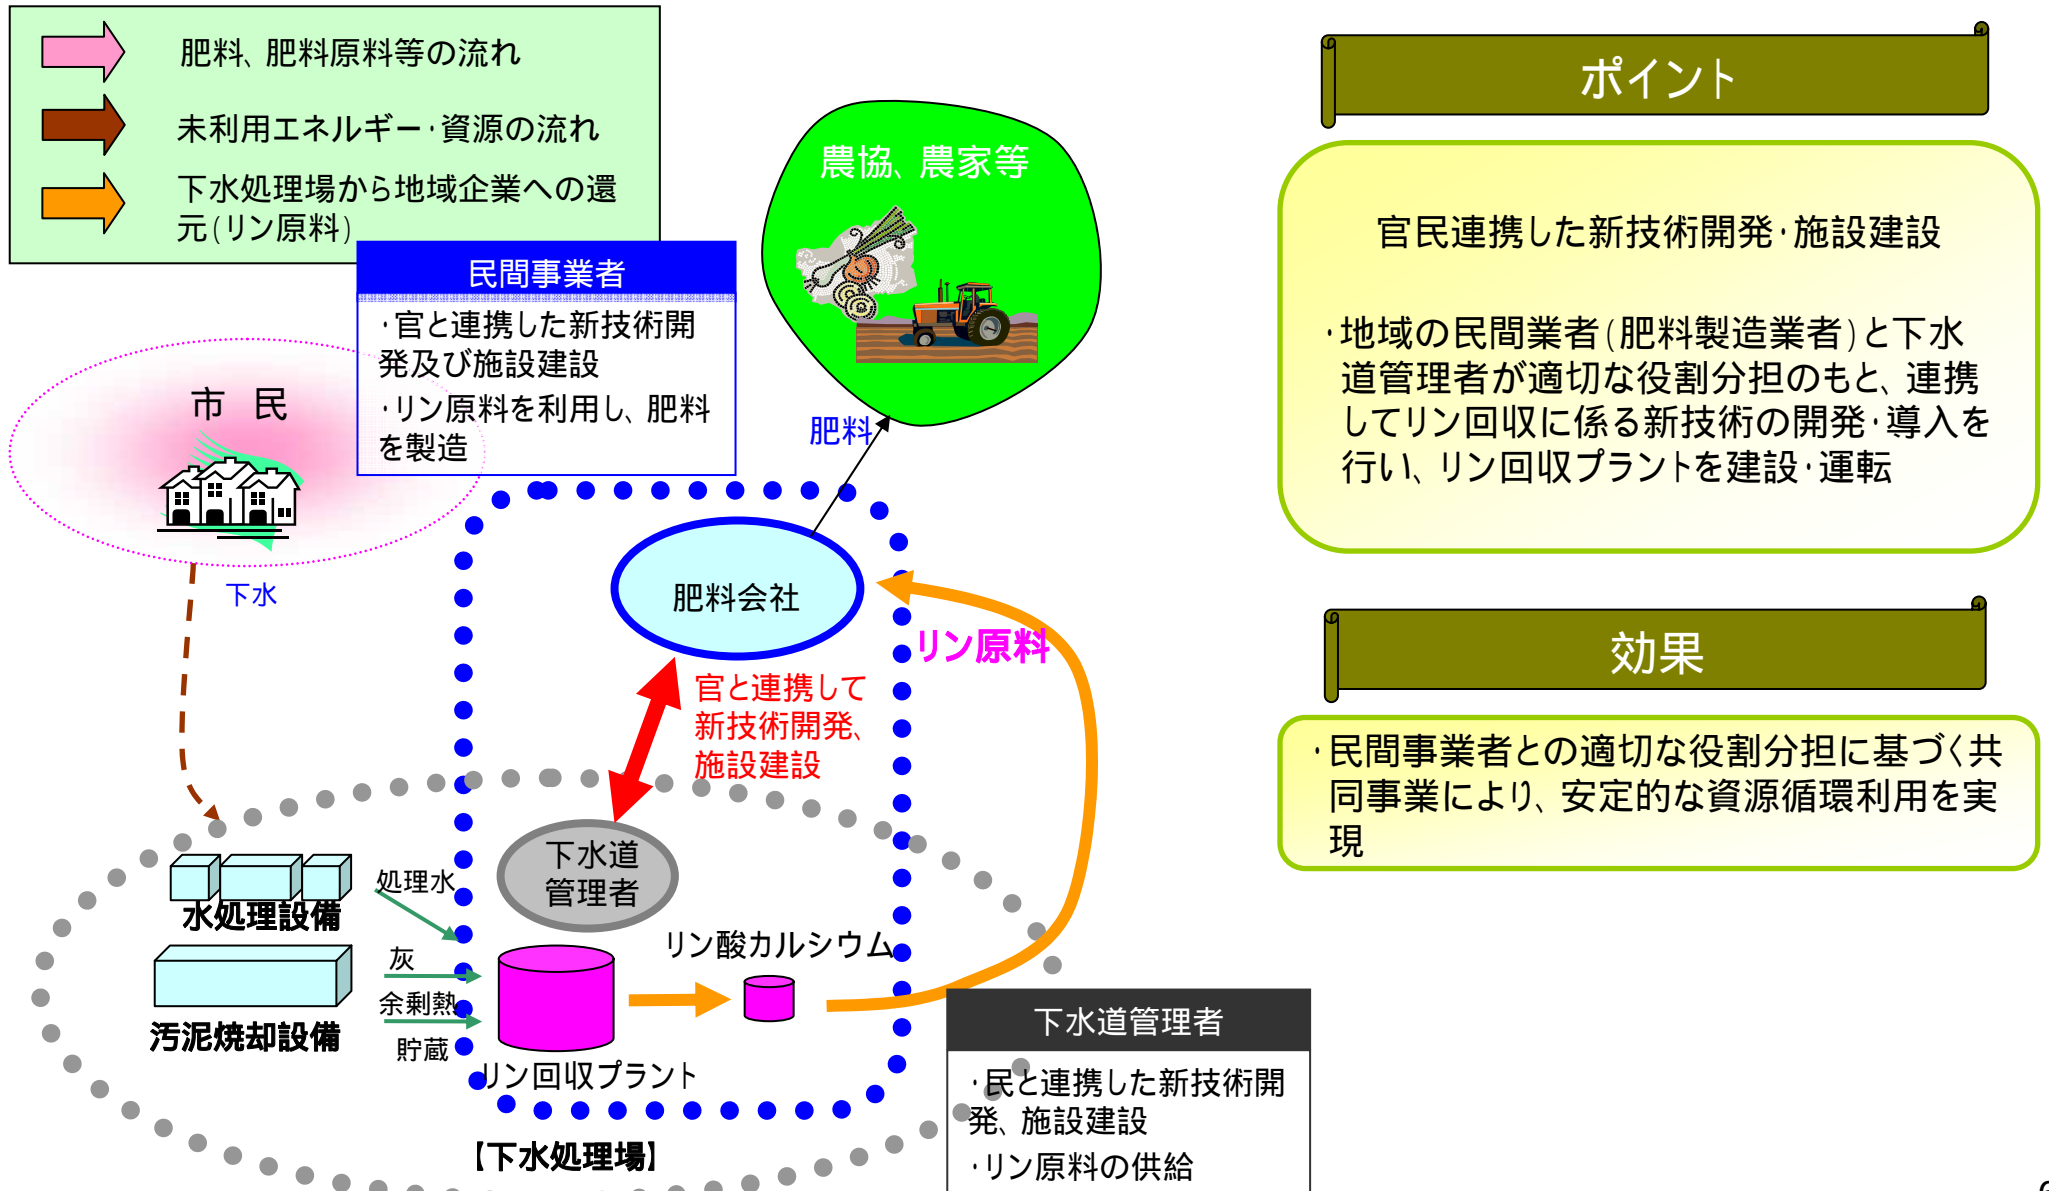 肥料、肥料原料等の流れ
未利用エネルギー・資源の流れ
下水処理場から地域企業への還
元(リン原料)
民間事業者
・官と連携した新技術開
発及び施設建設
・リン原料を利用し、肥料
を製造
農協、農家等
市 民
肥料
下水
肥料会社
リン原料
官と連携して
新技術開発、
施設建設
下水道
管理者
処理水
水処理設備
灰
余剰熱
貯蔵
汚泥焼却設備
リン酸カルシウム
リン回収プラント
【下水処理場】
下水道管理者
・民と連携した新技術開
発、施設建設
・リン原料の供給
ポイント
官民連携した新技術開発・施設建設
・地域の民間業者(肥料製造業者)と下水
道管理者が適切な役割分担のもと、連携
してリン回収に係る新技術の開発・導入を
行い、リン回収プラントを建設・運転
効果
・民間事業者との適切な役割分担に基づく共
同事業により、安定的な資源循環利用を実
現